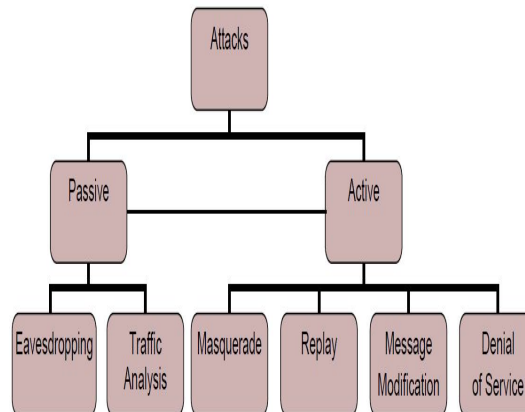 Attacks
Passive
Active
Eavesdropping
Traffic
Analysis
Masquerade
Replay
Message
Modification
Denial
of Service